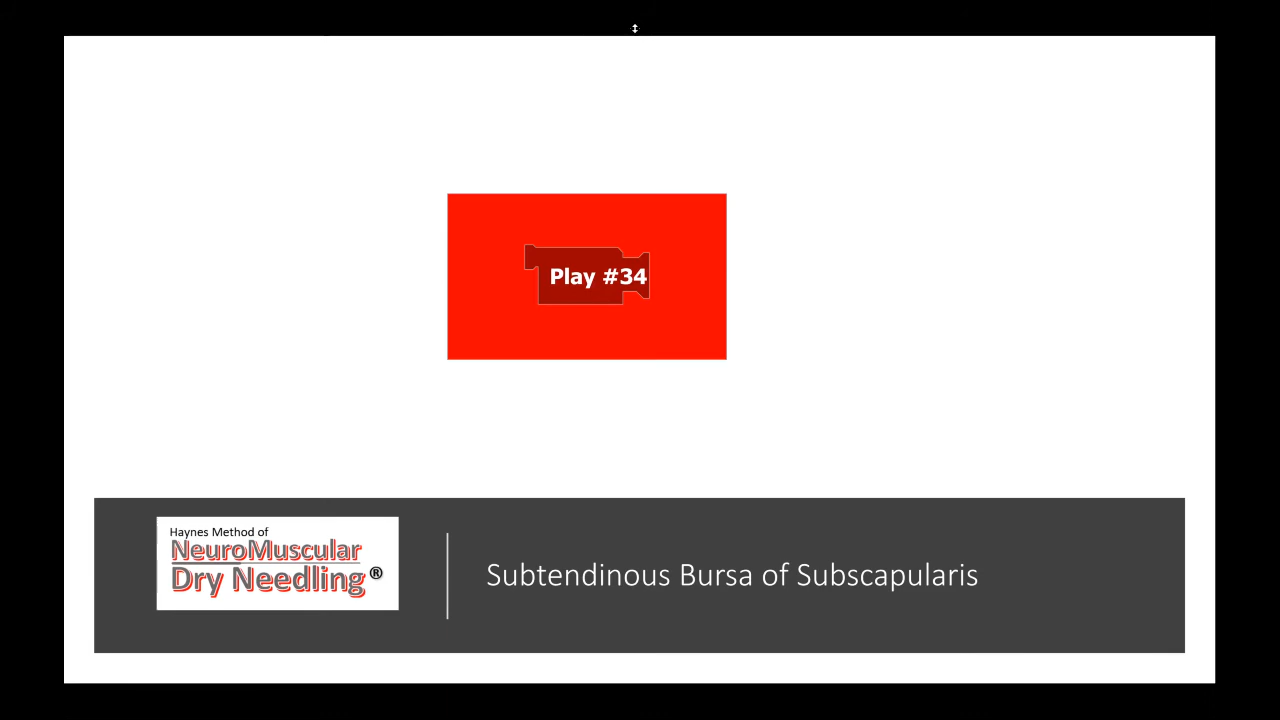 Play #34
Haynes Method of
NeuroMuscular
Dry Needling®
Subtendinous Bursa of Subscapularis